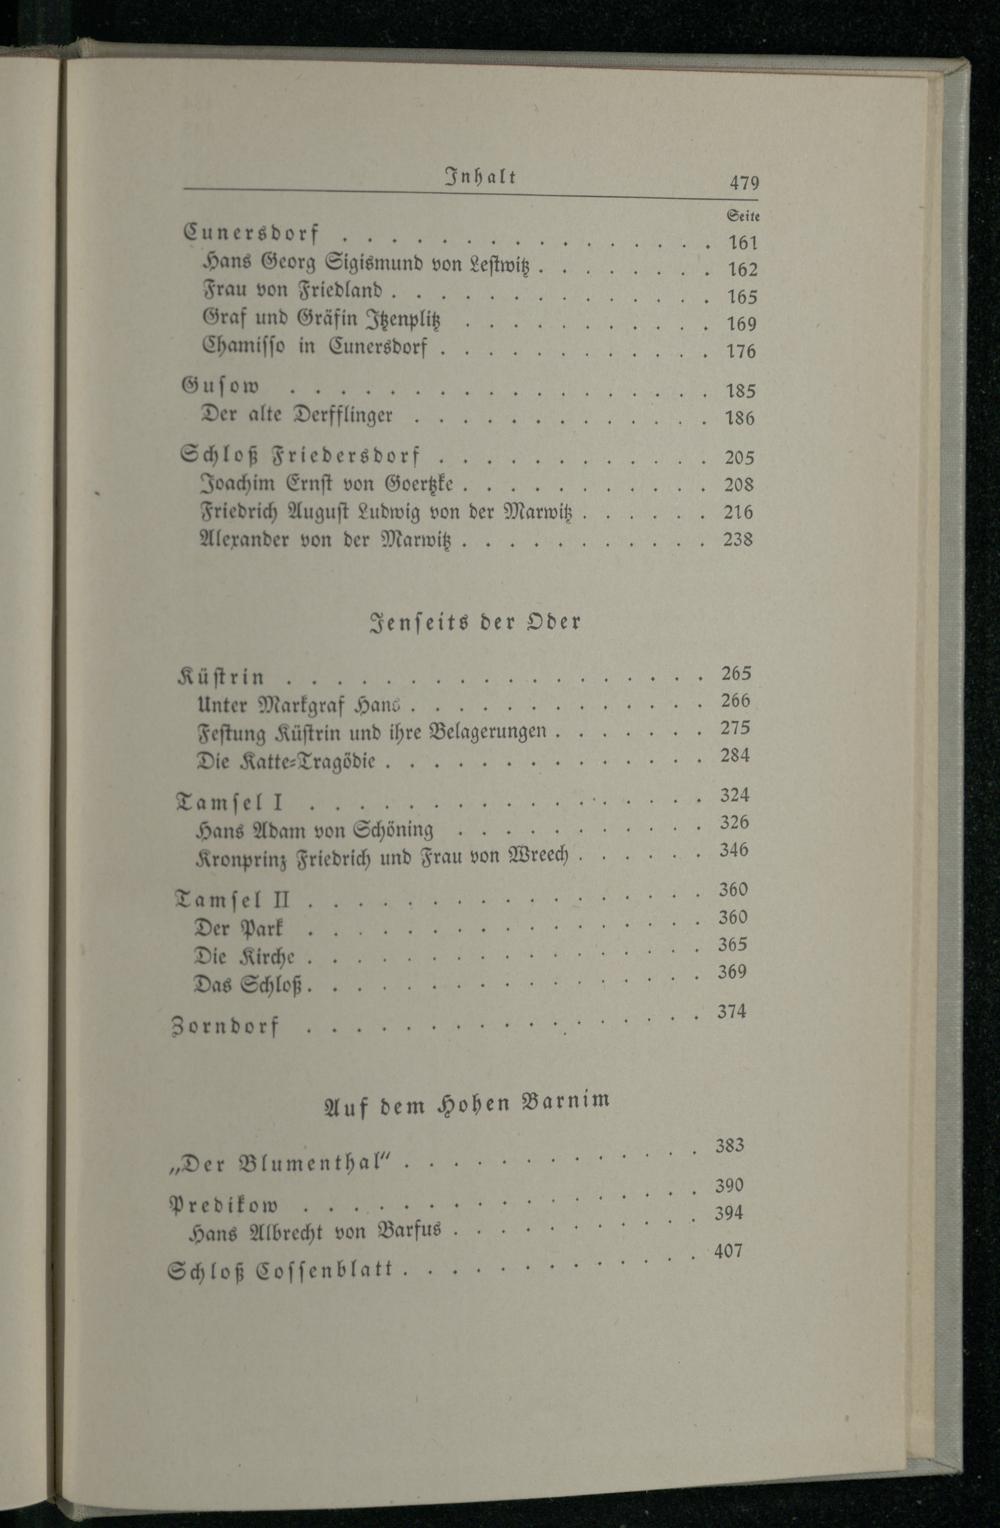 Inhalt 479
Seite
Cunersdorf . . . . . . . . . . . . . . . . 161
Hans Georg Sigismund von Lestwitz . . . . . . . . 162
Frau von Friedland . . . . . . . . . . . . . . 165
Graf und Gräfin Itzenplitz . . . . . . . . . . . 169
Chamisso in Cunersdorf . . . . . . . . . . . . 176
Gusow . . . . . . . . . . . . . . . . . 185
Der alte Derfflinger . . . . . . . . . . . . . 186
Schloß Friedersdorf . . . . . . . . . . . . 205
Joachim Ernst von Goertzke . . . . . . . . . . . 208
Friedrich August Ludwig von der Marwitz . . . . . . 216
Alexander von der Marwitz . . . . . . . . . . . 238
Jenseits der Oder
Küstrin . . . . . . . . . . . . . . . . . . 265
Unter Markgraf Hans . . . . . . . . . . . . . 266
Festung Küstrin und ihre Belagerungen . . . . . . . 275
Die Katte-Tragödie . . . . . . . . . . . . . . 284
Tamsel I . . . . . . . . . . . . . . . . . 324
Hans Adam von Schöning . . . . . . . . . . . 326
Kronprinz Friedrich und Frau von Wreech . . . . . . 346
Tamsel II . . . . . . . . . . . . . . . . . 360
Der Park . . . . . . . . . . . . . . . . . 360
Die Kirche . . . . . . . . . . . . . . . . . 365
Das Schloß . . . . . . . . . . . . . . . . . 369
Zorndorf . . . . . . . . . . . . . . . . . 374
Auf dem Hohen Barnim
„Der Blumenthal“ . . . . . . . . . . . . . 383
Predikow . . . . . . . . . . . . . . . . . 390
Hans Albrecht von Barfus . . . . . . . . . . . 394
Schloß Cossenblatt . . . . . . . . . . . . . 407